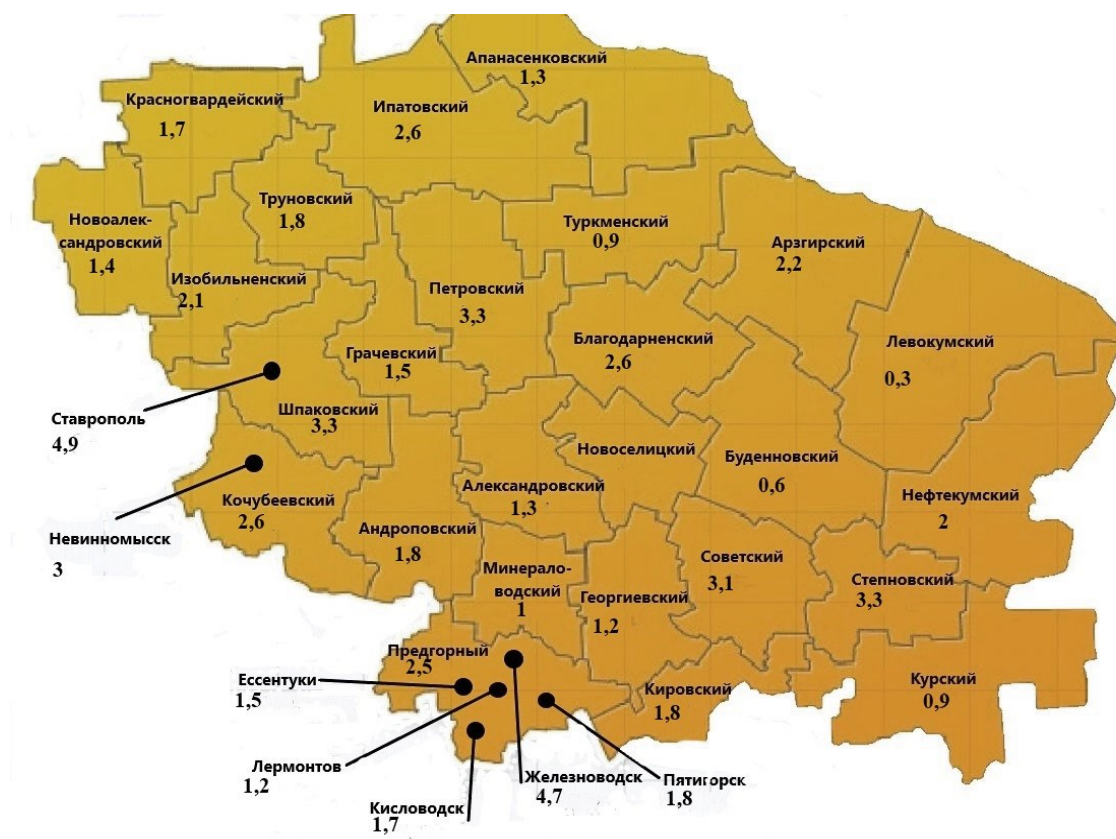 Апанасенковский
1,3
Красногвардейский
1,7
Ипатовский
2,6
Труновский
1,8
Новоалек-
сандровский
1,4
Туркменский
0,9
Арзгирский
2,2
Изобильненский
2,1
Петровский
3,3
Благодарненский
2,6
Левокумский
0,3
Грачевский
1,5
Ставрополь
4,9
Шпаковский
3,3
Новоселицкий
Буденновский
0,6
Александровский
1,3
Нефтекумский
2
Кочубеевский
2,6
Невинномысск
3
Андроповский
1,8
Минерало-
водский
1
Георгиевский
1,2
Советский
3,1
Степновский
3,3
Предгорный
2,5
Ессентуки
1,5
Кировский
1,8
Курский
0,9
Лермонтов
1,2
Железноводск
4,7
Пятигорск
1,8
Кисловодск
1,7